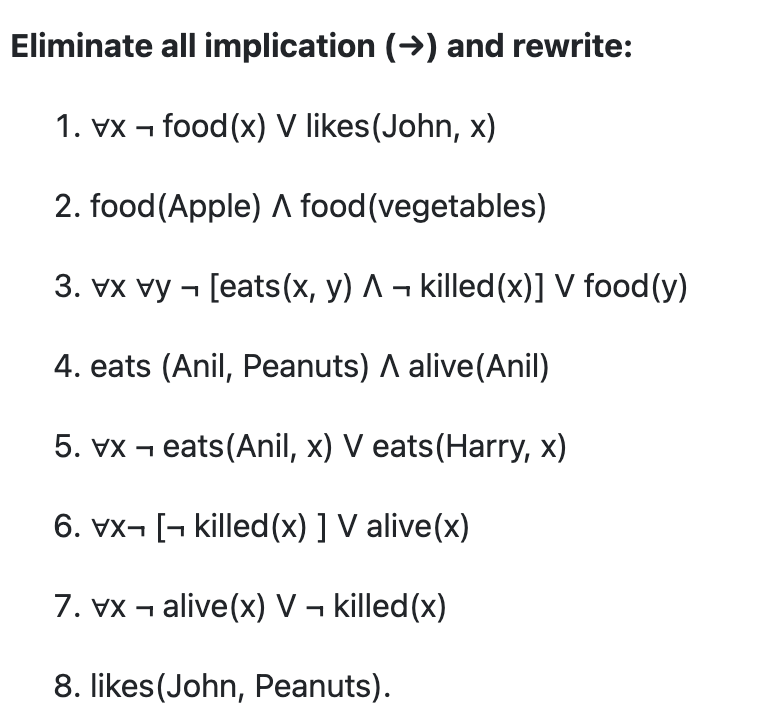 Eliminate all implication (→) and rewrite:
1. ∀x ¬ food(x) V likes(John, x)
2. food(Apple) Λ food(vegetables)
3. ∀x ∀y ¬ [eats(x, y) Λ ¬ killed(x)] V food(y)
4. eats (Anil, Peanuts) Λ alive(Anil)
5. ∀x ¬ eats(Anil, x) V eats(Harry, x)
6. ∀x¬ [¬ killed(x) ] V alive(x)
7. ∀x ¬ alive(x) V ¬ killed(x)
8. likes(John, Peanuts).